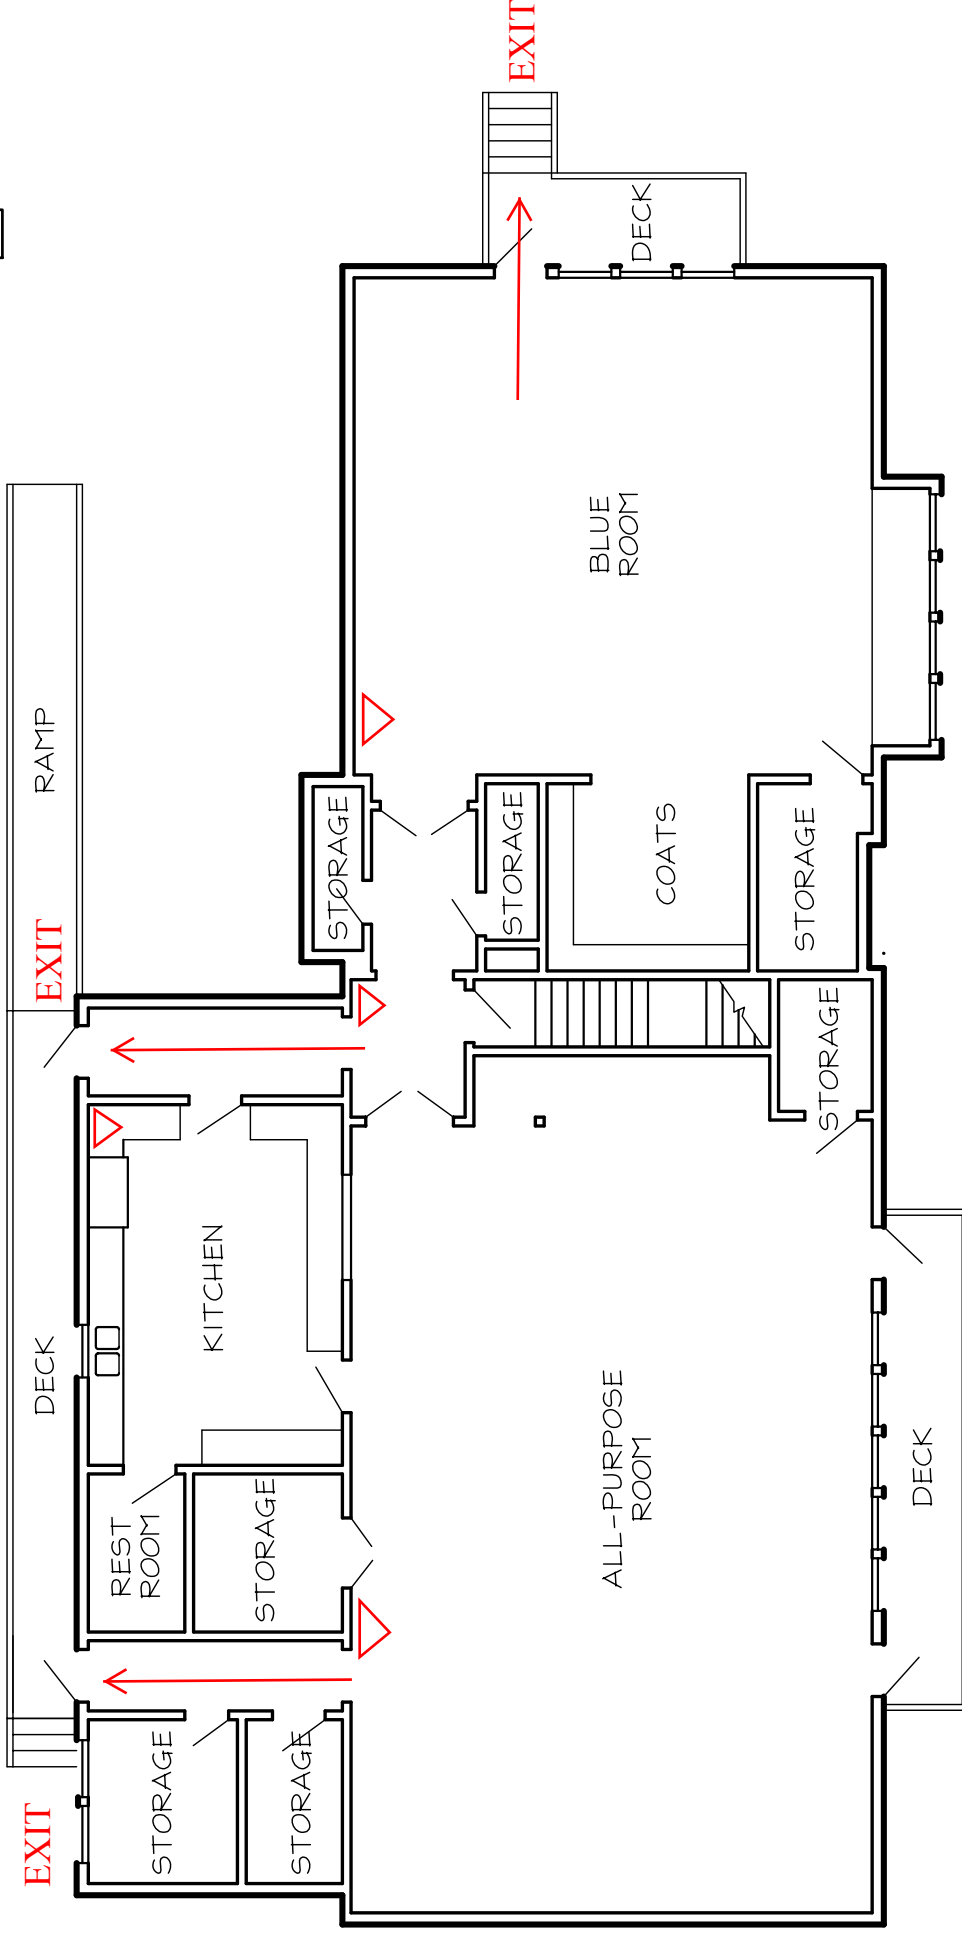 EXIT
DECK
BLUE
ROOM
RAMP
STORAGE
STORAGE
COATS
STORAGE
EXIT
STORAGE
KITCHEN
DECK
ALL-PURPOSE
ROOM
DECK
REST
ROOM
STORAGE
STORAGE
STORAGE
EXIT